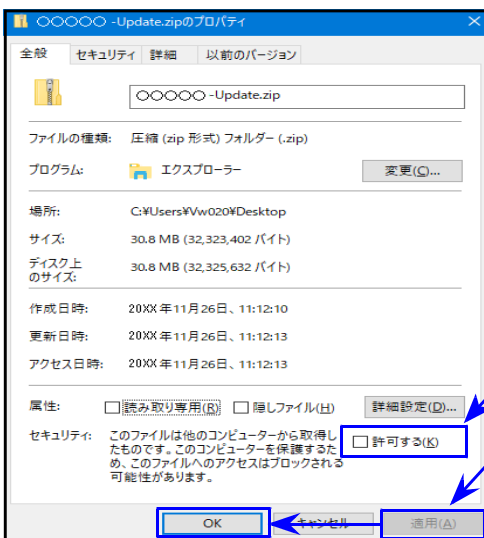 ○○○○○ -Update.zipのプロパティ
全般 セキュリティ 詳細 以前のバージョン
○○○○○ -Update.zip
ファイルの種類: 圧縮 (zip 形式) フォルダー (.zip)
プログラム: エクスプローラー 変更(C)...
場所: C:¥Users¥Vw020¥Desktop
サイズ: 30.8 MB (32,323,402 バイト)
ディスク上
のサイズ: 30.8 MB (32,325,632 バイト)
作成日時: 20XX 年11月26日、11:12:10
更新日時: 20XX 年11月26日、11:12:13
アクセス日時: 20XX 年11月26日、11:12:13
属性: 読み取り専用(R) 隠しファイル(H) 詳細設定(D)...
セキュリティ: このファイルは他のコンピューターから取得し
たものです。このコンピューターを保護するた
め、このファイルへのアクセスはブロックされる
可能性があります。
許可する(K)
OK キャンセル 適用(A)